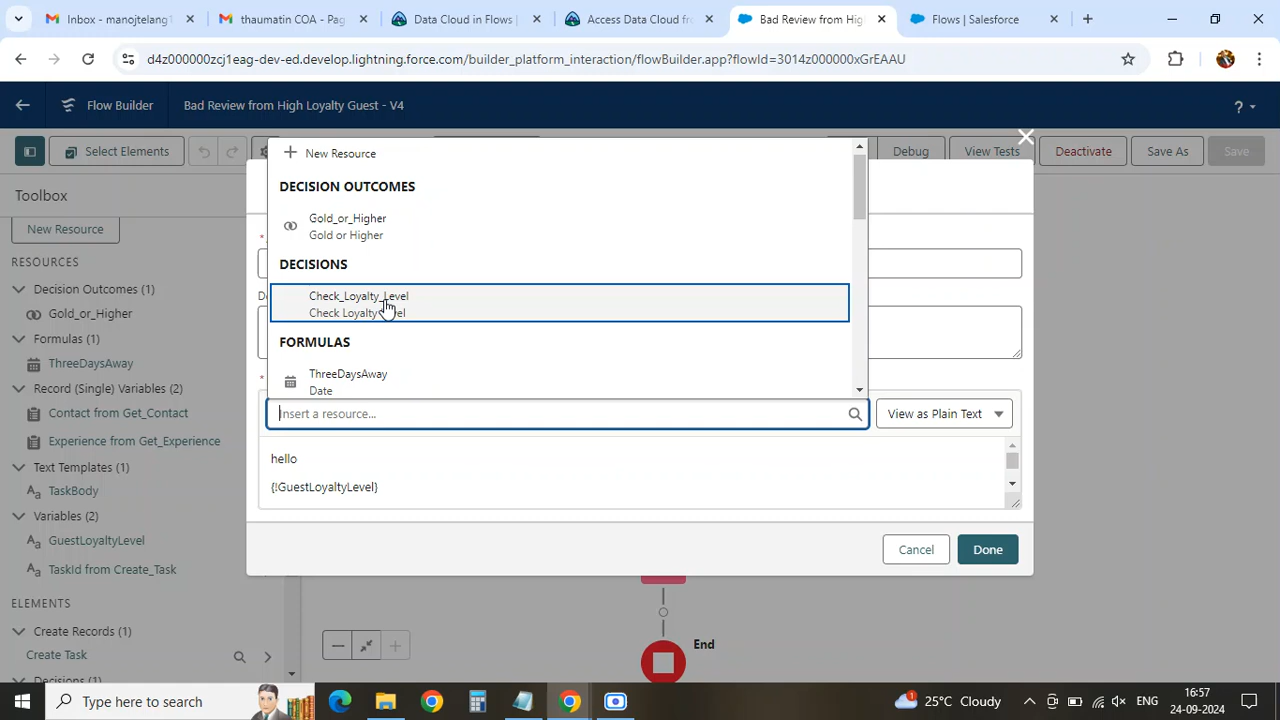 Inbox - manojtelang1
thaumatin COA - Pag
Data Cloud in Flows |
Access Data Cloud fro
Bad Review from Hig
Flows | Salesforce
d4z000000zcj1eag-dev-ed.develop.lightning.force.com/builder_platform_interaction/flowBuilder.app?flowId=3014z000000xGrEAAU
Flow Builder
Bad Review from High Loyalty Guest - V4
?
Select Elements
Debug
View Tests
Deactivate
Save As
Save
Toolbox
New Resource
RESOURCES
Decision Outcomes (1)
Gold_or_Higher
Formulas (1)
ThreeDaysAway
Record (Single) Variables (2)
Contact from Get_Contact
Experience from Get_Experience
Text Templates (1)
TaskBody
Variables (2)
GuestLoyaltyLevel
TaskId from Create_Task
ELEMENTS
Create Records (1)
Create Task
New Resource
DECISION OUTCOMES
Gold_or_Higher
Gold or Higher
DECISIONS
Check_Loyalty_Level
Check Loyalty
FORMULAS
ThreeDaysAway
Date
Insert a resource...
View as Plain Text
hello
{!GuestLoyaltyLevel}
Cancel
Done
End
Type here to search
1
25°C Cloudy
ENG
16:57
24-09-2024